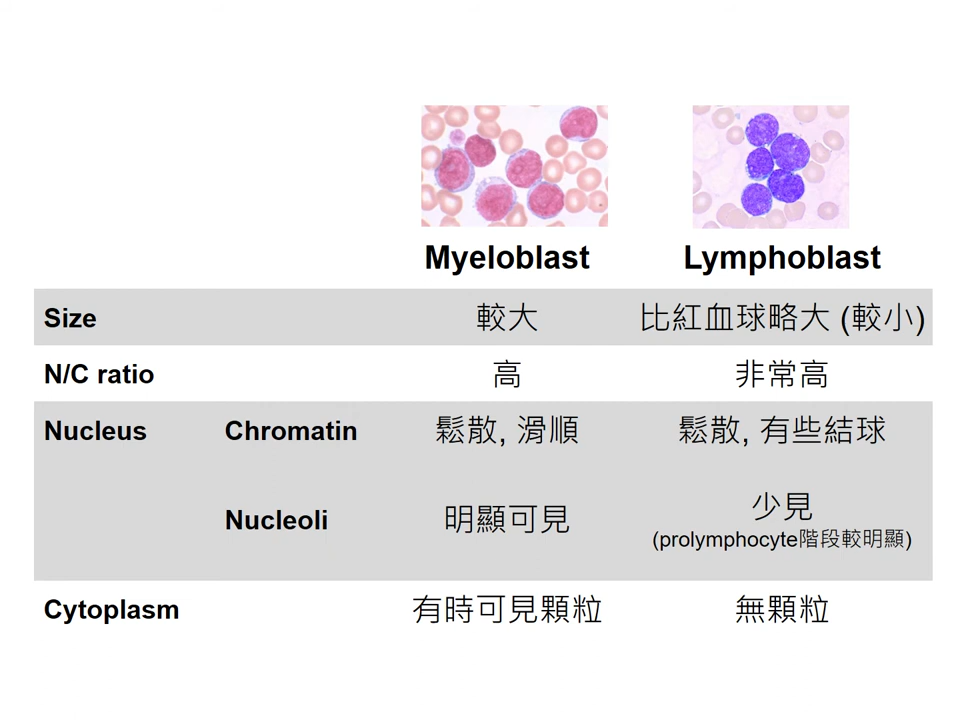 Myeloblast Lymphoblast
Size 較大 比紅血球略大 (較小)
N/C ratio 高 非常高
Nucleus Chromatin 鬆散, 滑順 鬆散, 有些結球
Nucleoli 明顯可見 少見
(prolymphocyte階段較明顯)
Cytoplasm 有時可見顆粒 無顆粒